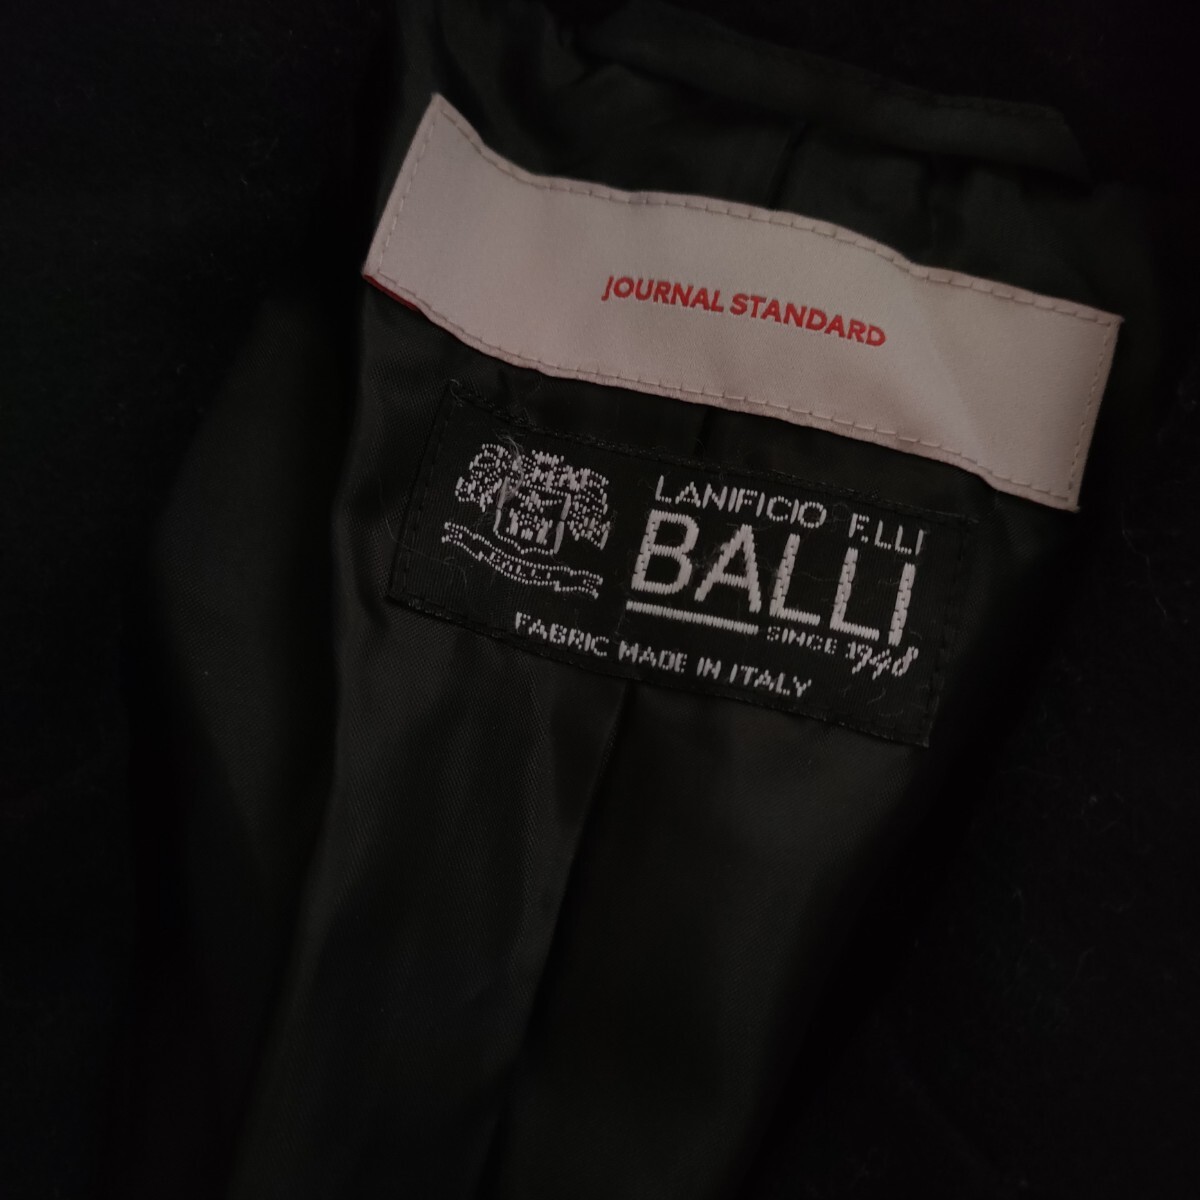 JOURNAL STANDARD
LANIFICIO F.LLI
BALLI
SINCE 1948
FABRIC MADE IN ITALY